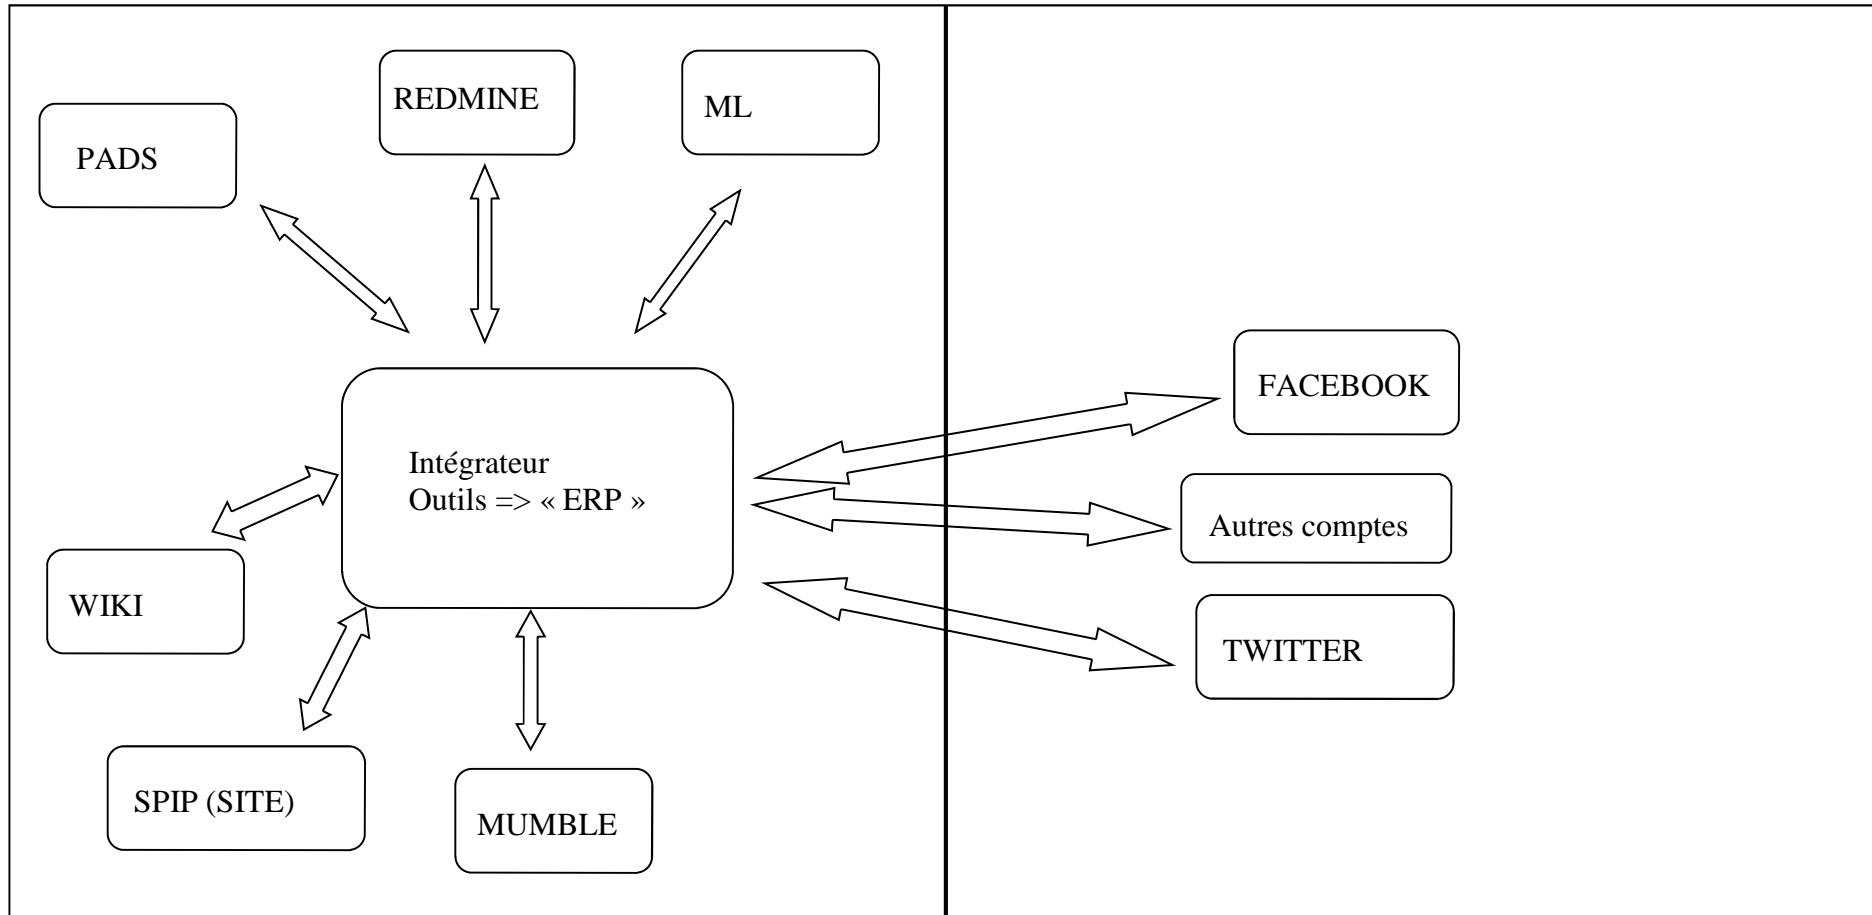 REDMINE
ML
PADS
FACEBOOK
Intégrateur
Outils => « ERP »
Autres comptes
WIKI
TWITTER
SPIP (SITE)
MUMBLE